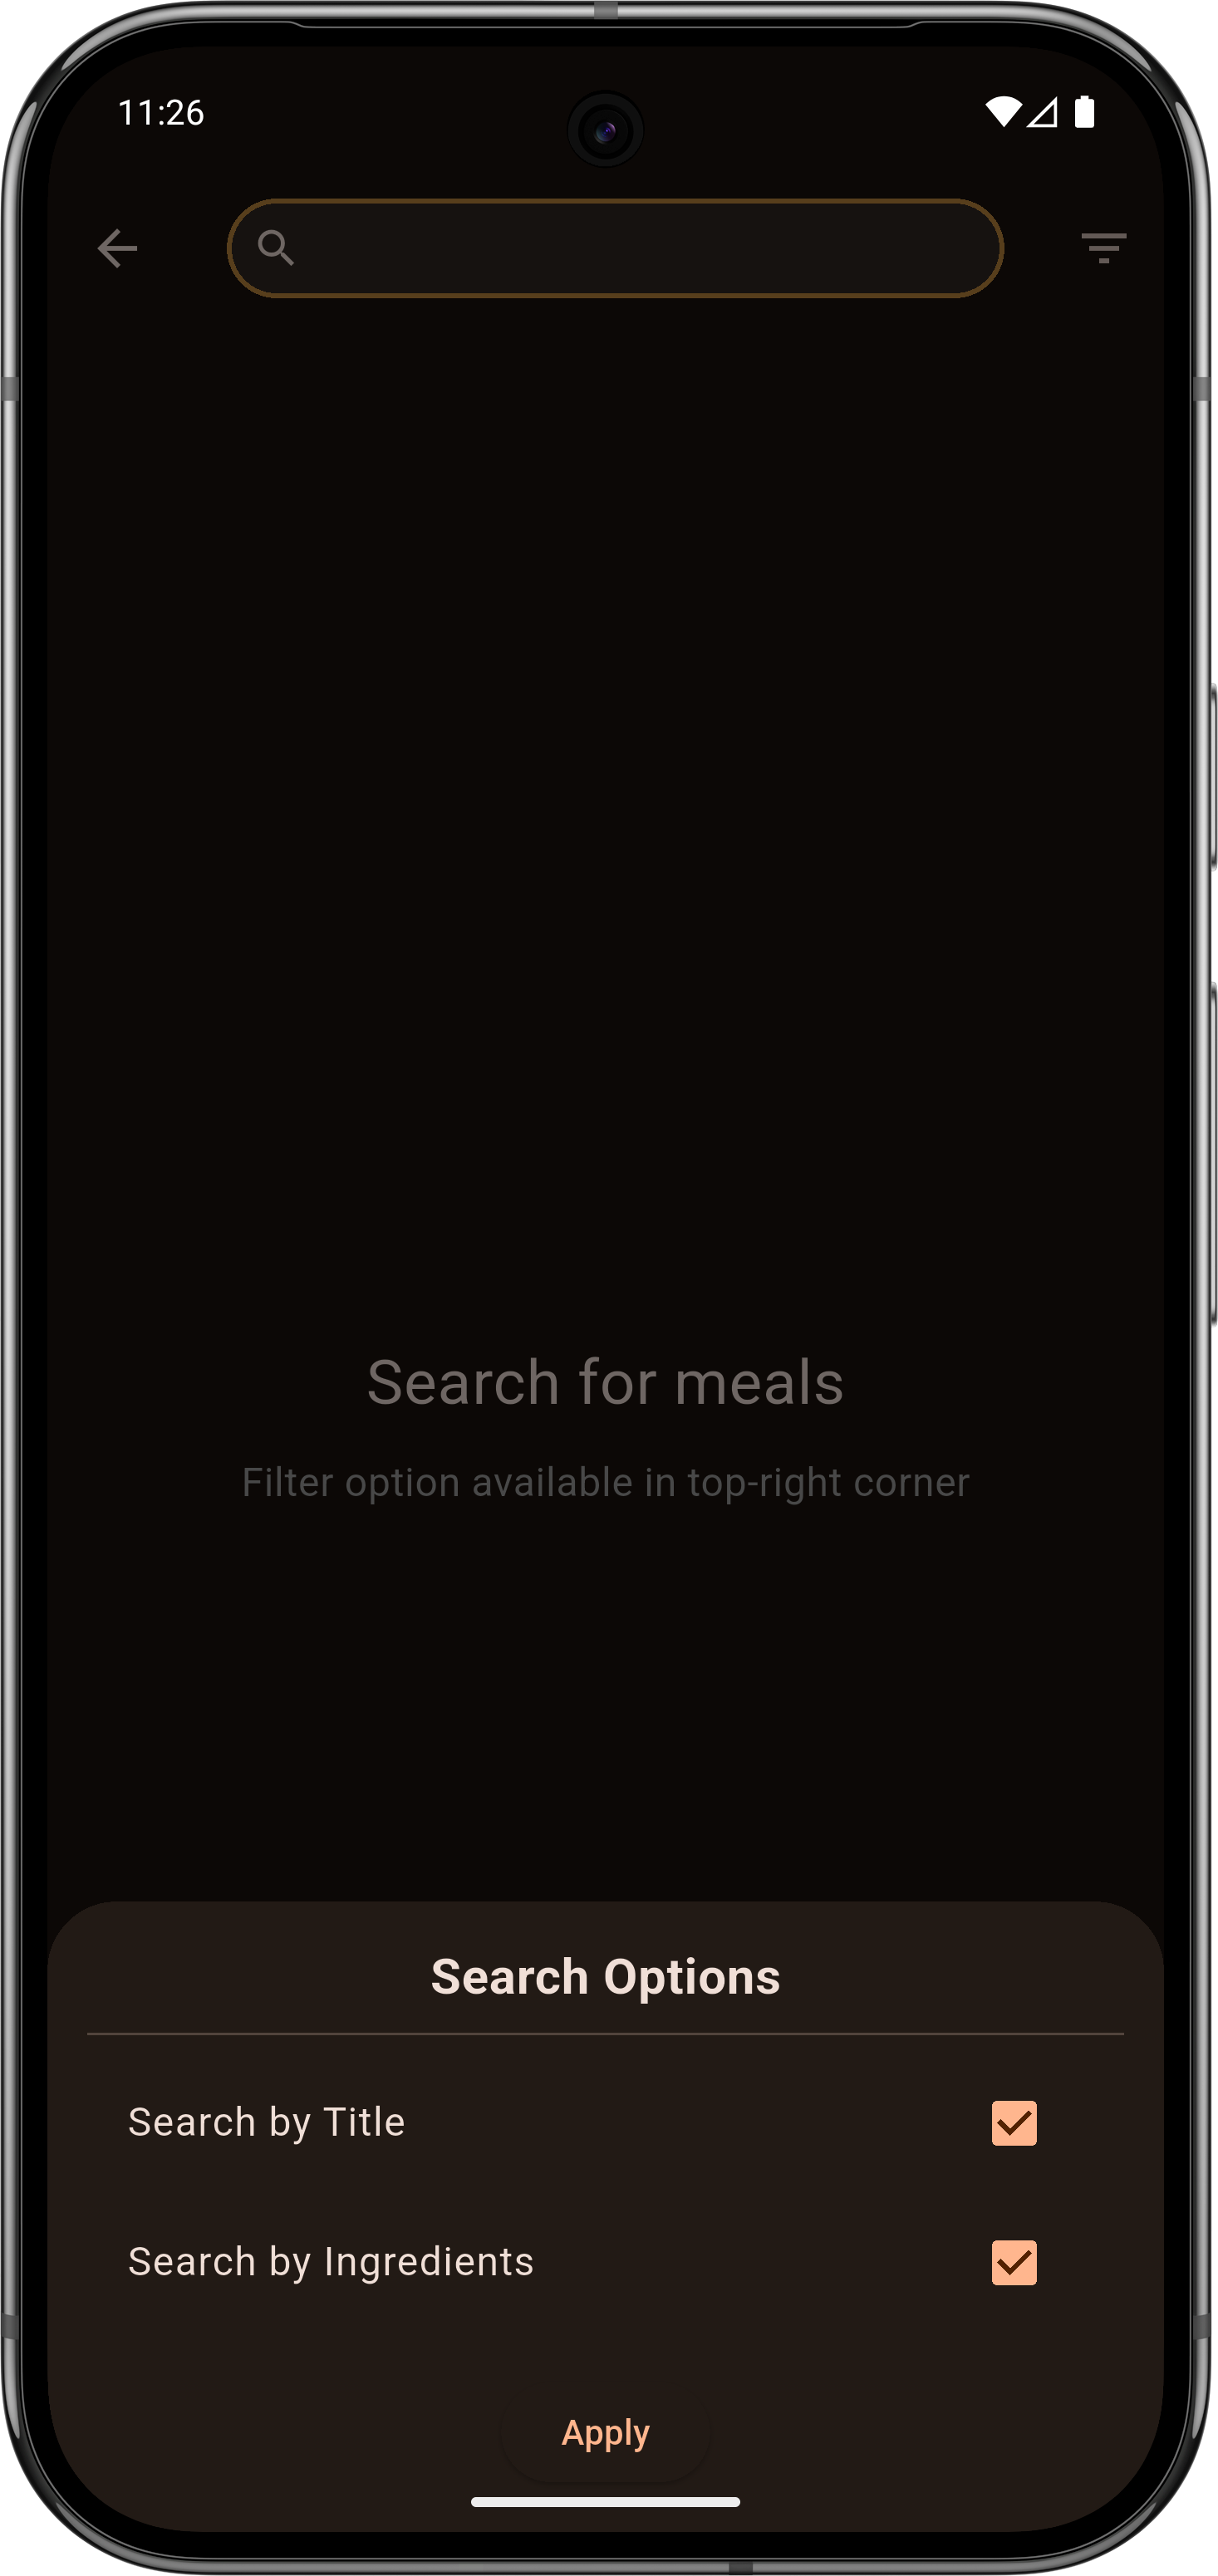 11:26
Search for meals
Filter option available in top-right corner
Search Options
Search by Title
Search by Ingredients
Apply